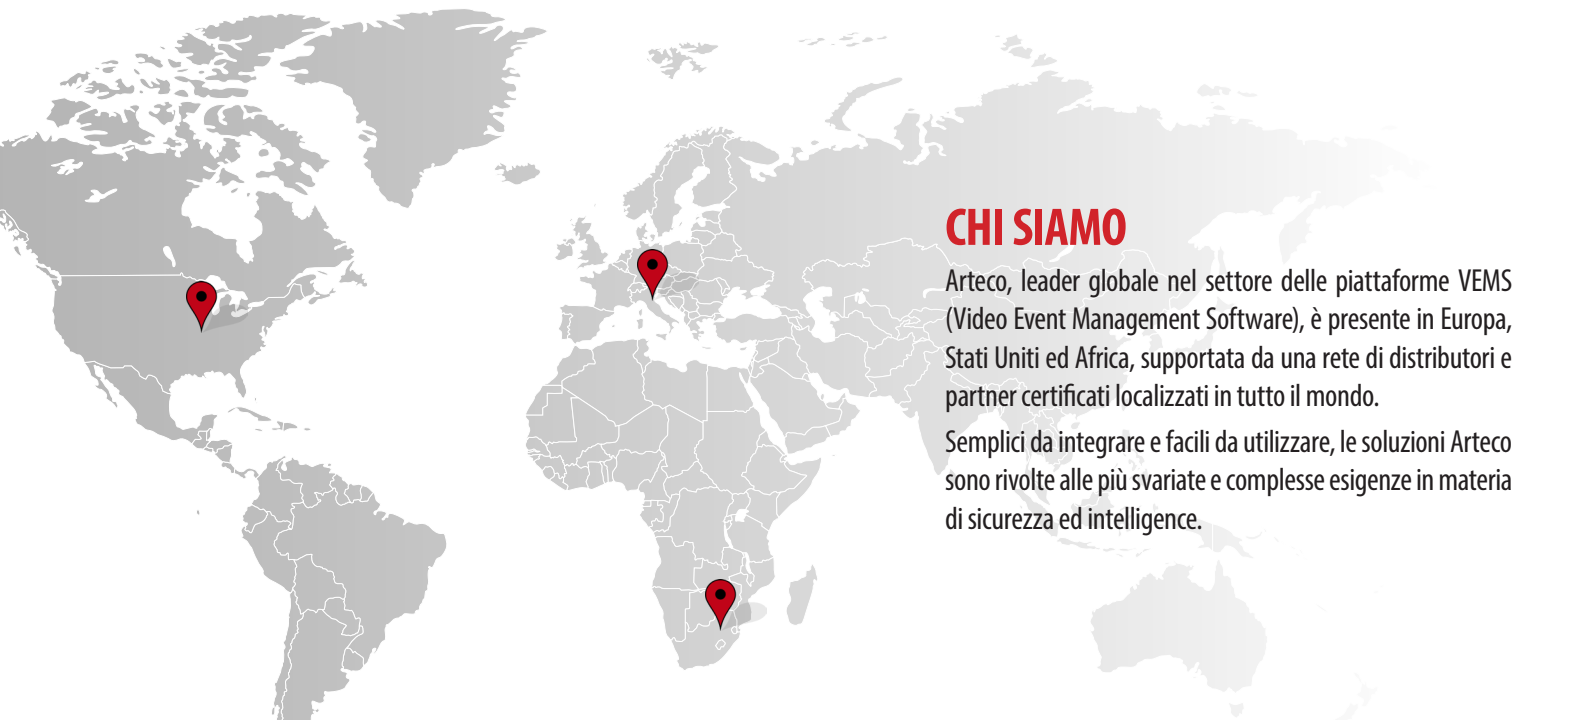 CHI SIAMO
Arteco, leader globale nel settore delle piattaforme VEMS
(Video Event Management Software), è presente in Europa,
Stati Uniti ed Africa, supportata da una rete di distributori e
partner certificati localizzati in tutto il mondo.
Semplici da integrare e facili da utilizzare, le soluzioni Arteco
sono rivolte alle più svariate e complesse esigenze in materia
di sicurezza ed intelligence.